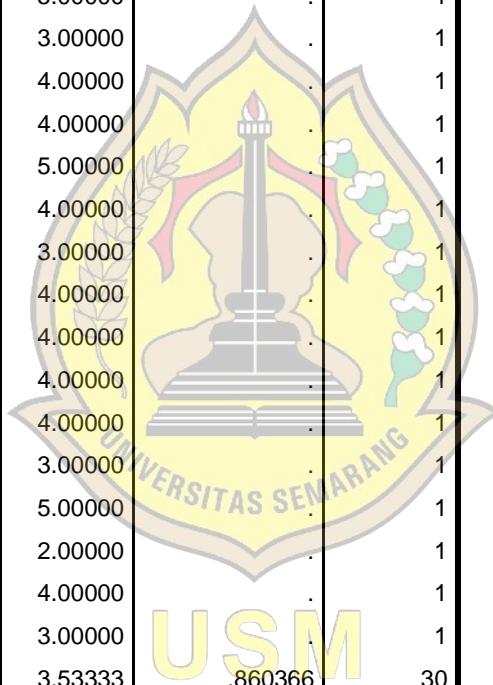 3.00000 . 1
4.00000 . 1
4.00000 . 1
5.00000 . 1
4.00000 . 1
3.00000 . 1
4.00000 . 1
4.00000 . 1
4.00000 . 1
4.00000 . 1
3.00000 . 1
5.00000 . 1
2.00000 . 1
4.00000 . 1
3.00000 . 1
3.53333 .860366 30
UNIVERSITAS SEMARANG
USM